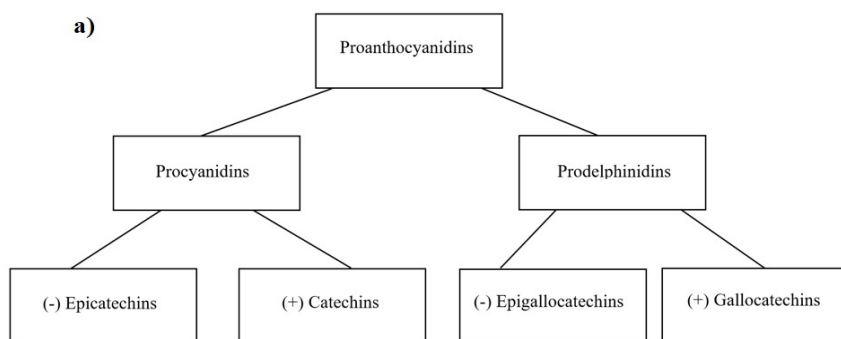 a)
Proanthocyanidins
Procyanidins
Prodelphinidins
(-) Epicatechins
(+) Catechins
(-) Epigallocatechins
(+) Gallocatechins